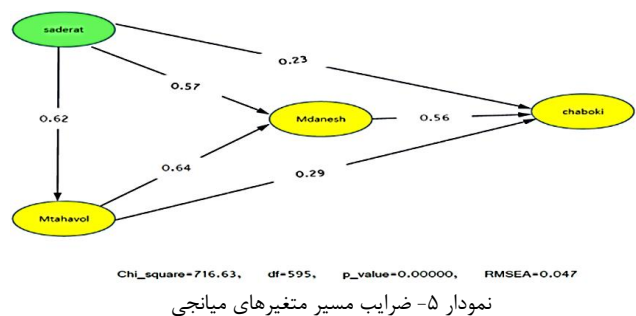 saderat
0.23
0.57
0.62
Mdanesh
0.56
chaboki
0.64
0.29
Mtahavol
Chi_square=716.63, df=595, p_value=0.00000, RMSEA=0.047
نمودار ۵- ضرایب مسیر متغیرهای میانجی